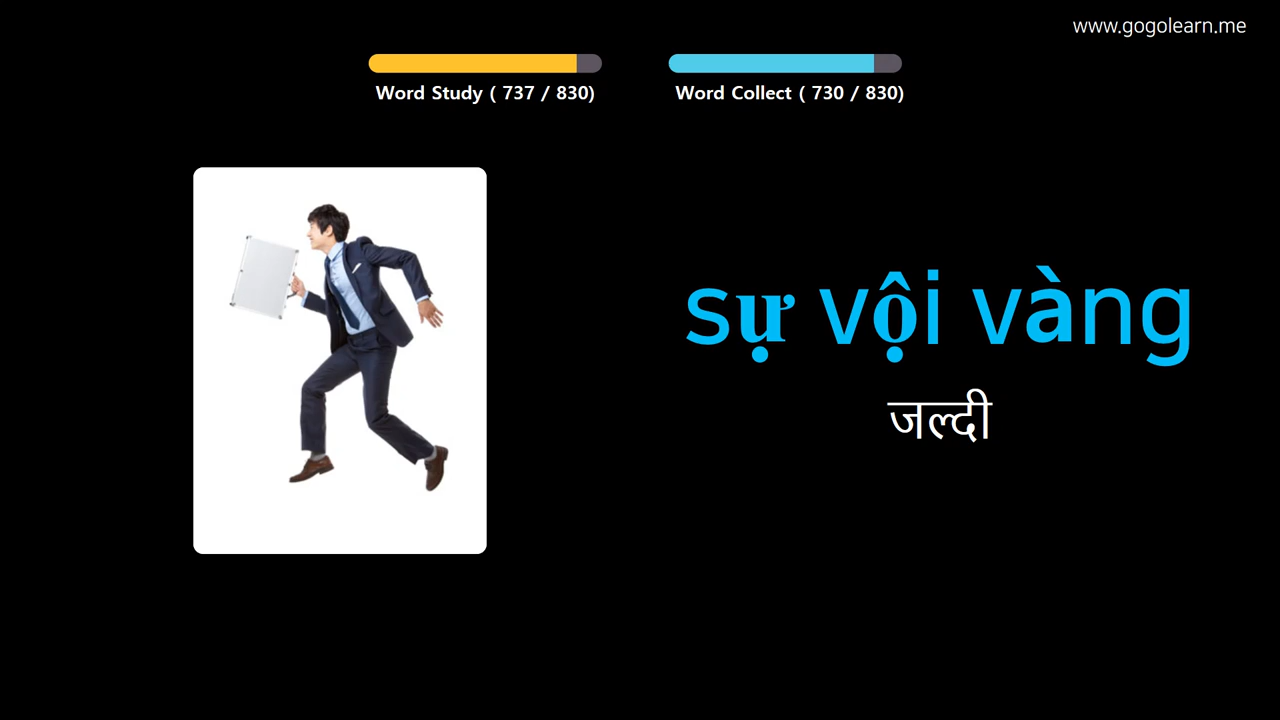 www.gogolearn.me
Word Study ( 737 / 830)
Word Collect ( 730 / 830)
sự vội vàng
जल्दी